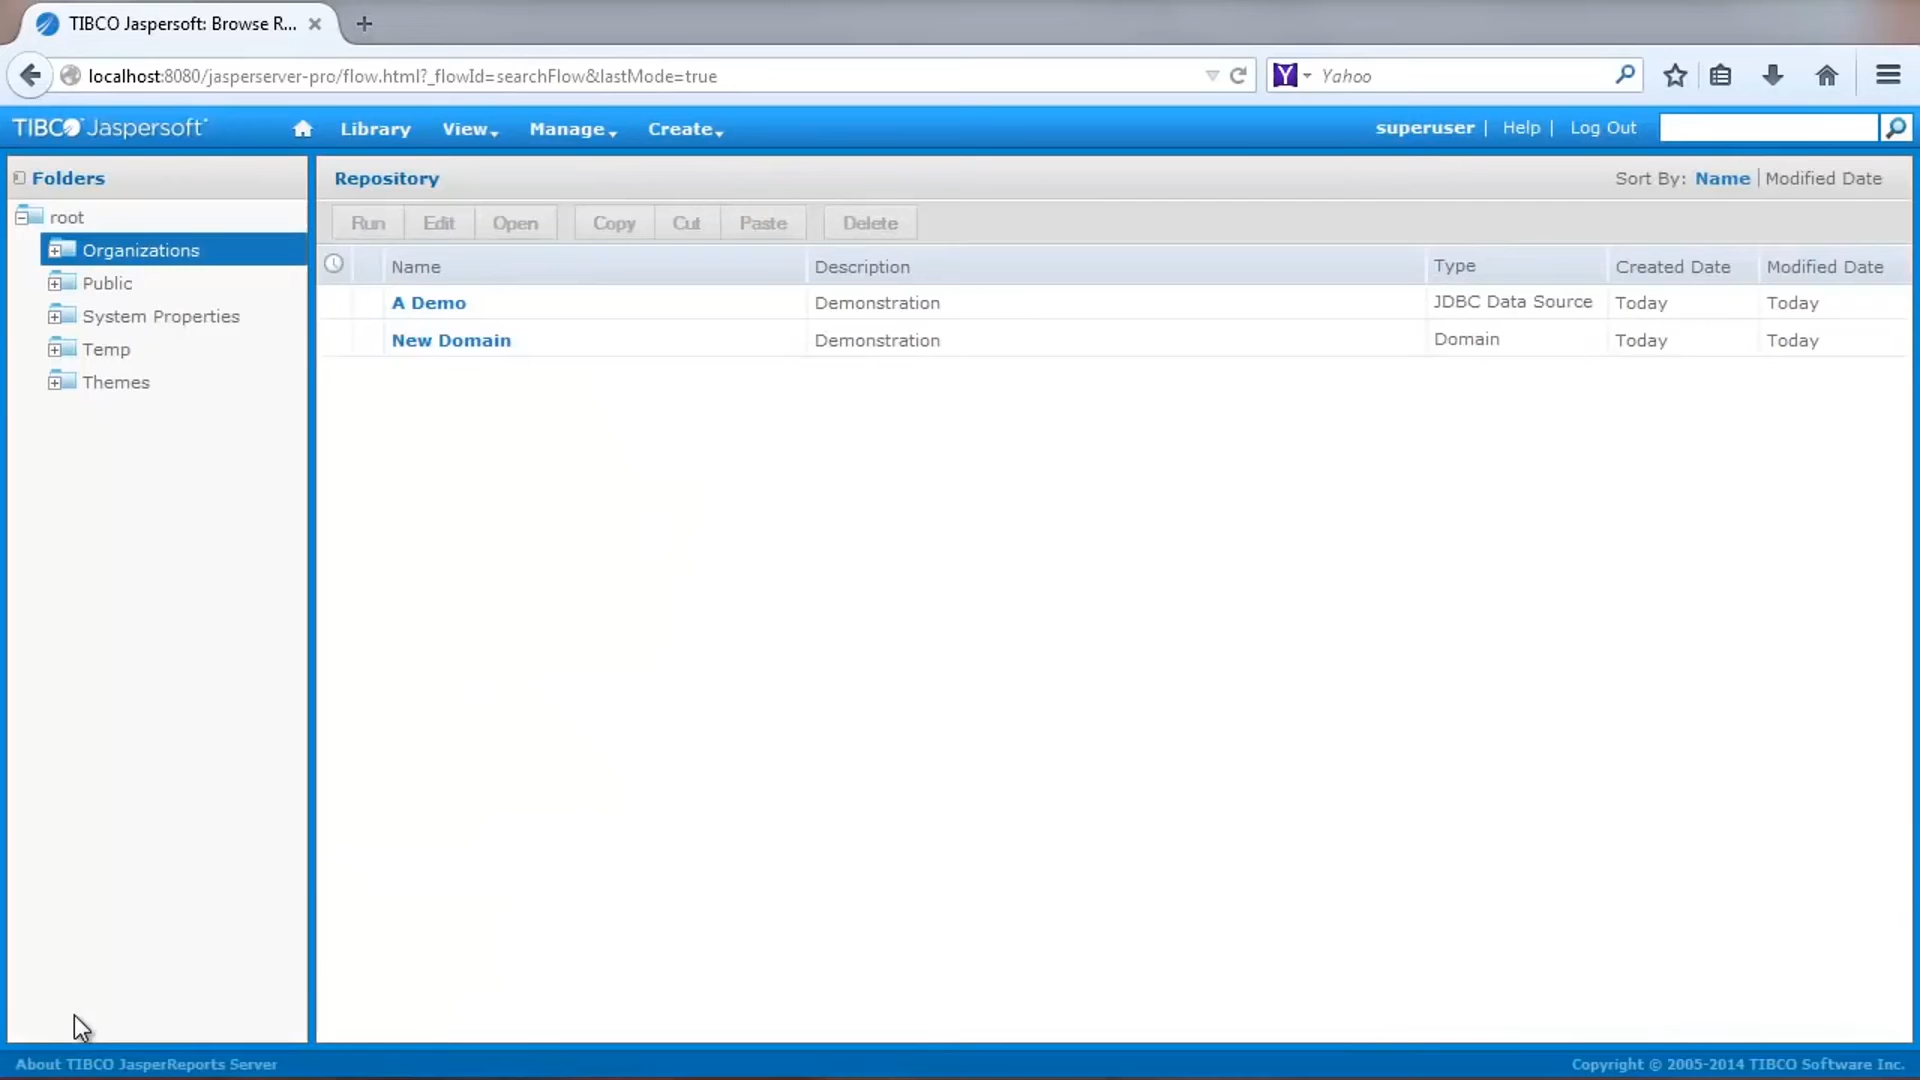 TIBCO Jaspersoft: Browse R...
localhost:8080/jasperserver-pro/flow.html?_flowId=searchFlow&lastMode=true
Yahoo
TIBCO Jaspersoft
Library View Manage Create
superuser | Help | Log Out
Folders
root
Organizations
Public
System Properties
Temp
Themes
Repository
Sort By: Name | Modified Date
Run Edit Open Copy Cut Paste Delete
Name Description Type Created Date Modified Date
A Demo Demonstration JDBC Data Source Today Today
New Domain Demonstration Domain Today Today
About TIBCO JasperReports Server
Copyright © 2005-2014 TIBCO Software Inc.